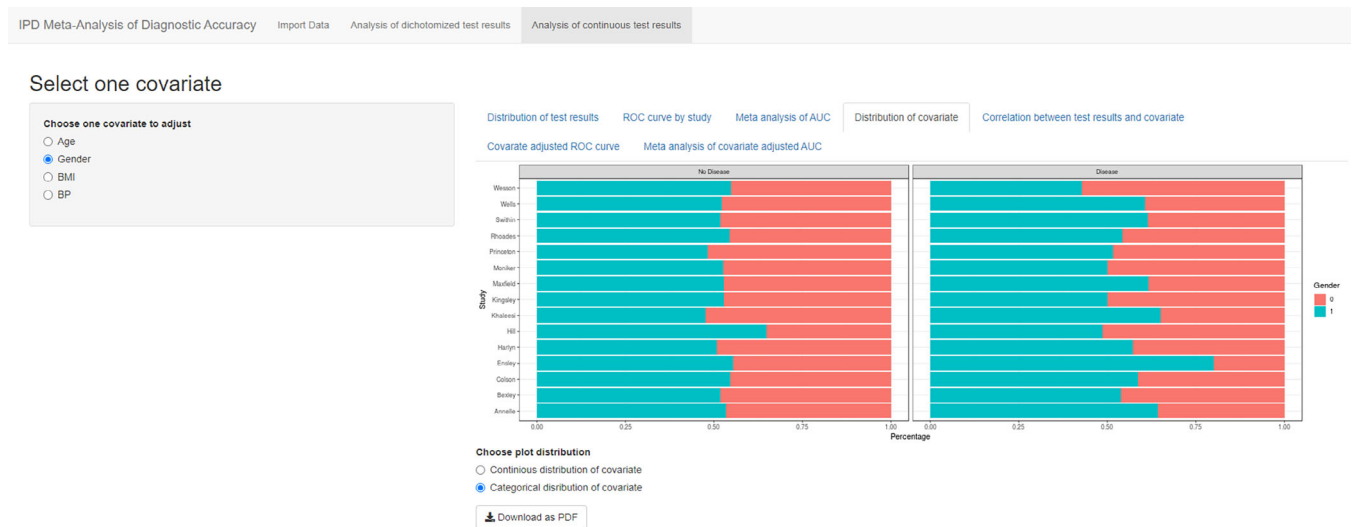 IPD Meta-Analysis of Diagnostic Accuracy Import Data Analysis of dichotomized test results Analysis of continuous test results
Select one covariate
Choose one covariate to adjust
Age
Gender
BMI
BP
Distribution of test results ROC curve by study Meta analysis of AUC Distribution of covariate Correlation between test results and covariate
Covarate adjusted ROC curve Meta analysis of covariate adjusted AUC
No Disease Disease
Wesson
Wells
Swithin
Rhoades
Princeton
Moniker
Maxfield
Kingsley
Khaleesi
Hill
Harlyn
Ensley
Colson
Bexley
Annelle
Study
0.00 0.25 0.50 0.75 1.00 0.00 0.25 0.50 0.75 1.00
Percentage
Gender
0
1
Choose plot distribution
Continious distribution of covariate
Categorical disribution of covariate
Download as PDF